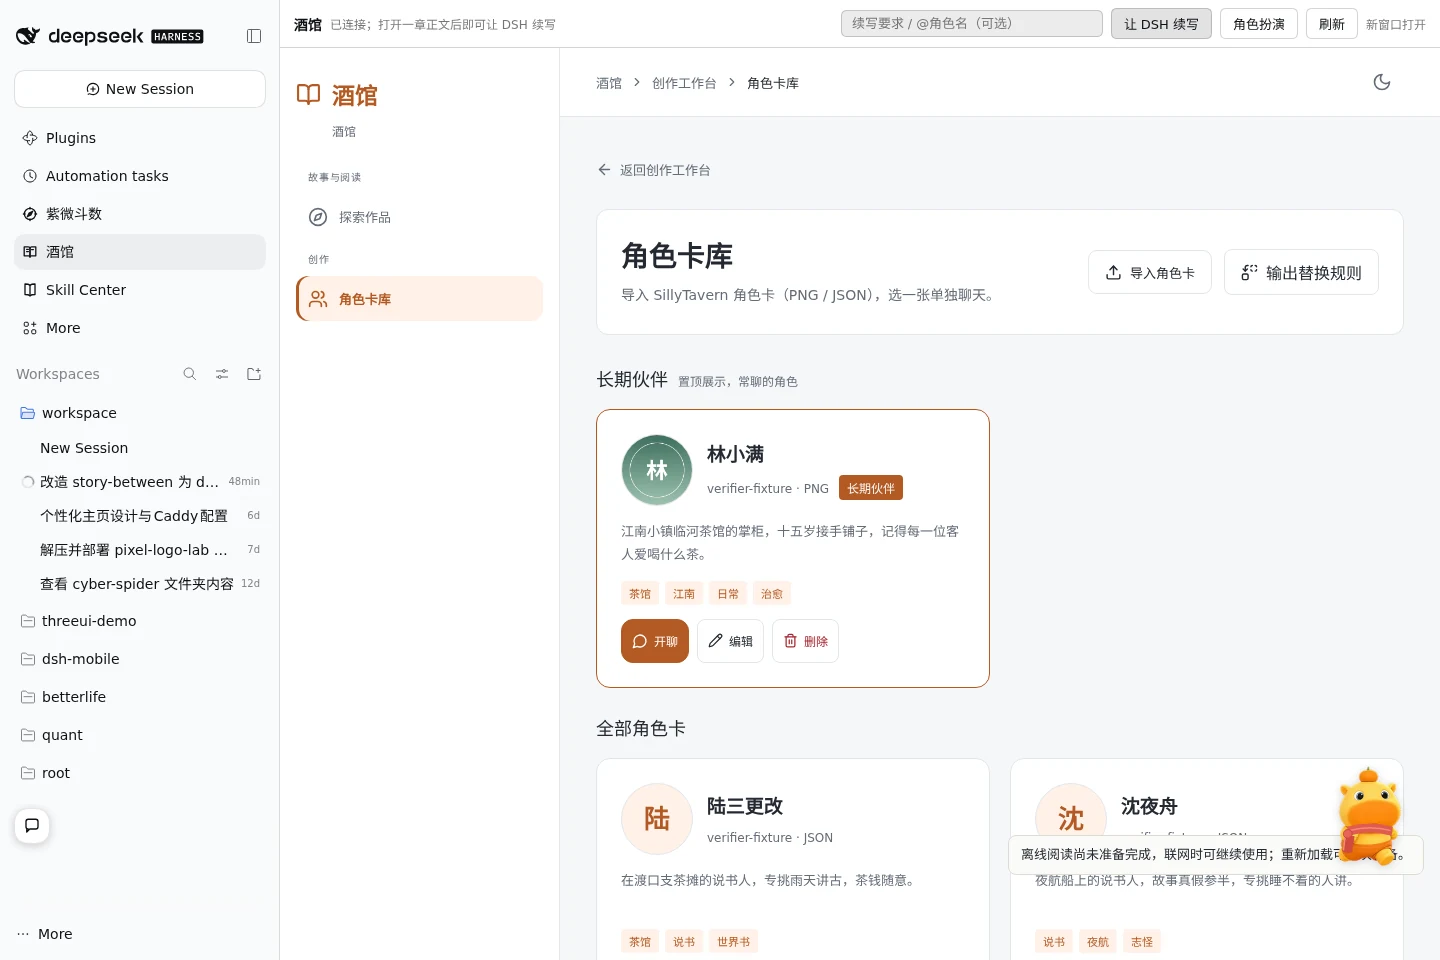 deepseek HARNESS
New Session
Plugins
Automation tasks
紫微斗数
酒馆
Skill Center
More
Workspaces
workspace
New Session
改造 story-between 为 d... 48min
个性化主页设计与Caddy配置 6d
解压并部署 pixel-logo-lab ... 7d
查看 cyber-spider 文件夹内容 12d
threeui-demo
dsh-mobile
betterlife
quant
root
··· More
酒馆 已连接；打开一章正文后即可让 DSH 续写
续写要求 / @角色名（可选） 让 DSH 续写 角色扮演 刷新 新窗口打开
酒馆
酒馆
故事与阅读
探索作品
创作
角色卡库
酒馆 > 创作工作台 > 角色卡库
返回创作工作台
角色卡库
导入 SillyTavern 角色卡（PNG / JSON），选一张单独聊天。
导入角色卡 输出替换规则
长期伙伴 置顶展示，常聊的角色
林
林小满
verifier-fixture · PNG 长期伙伴
江南小镇临河茶馆的掌柜，十五岁接手铺子，记得每一位客
人爱喝什么茶。
茶馆 江南 日常 治愈
开聊 编辑 删除
全部角色卡
陆
陆三更改
verifier-fixture · JSON
在渡口支茶摊的说书人，专挑雨天讲古，茶钱随意。
茶馆 说书 世界书
沈
沈夜舟
离线阅读尚未准备完成，联网时可继续使用；重新加载可
夜航船上的说书人，故事真假参半，专挑睡不着的人讲。
说书 夜航 志怪